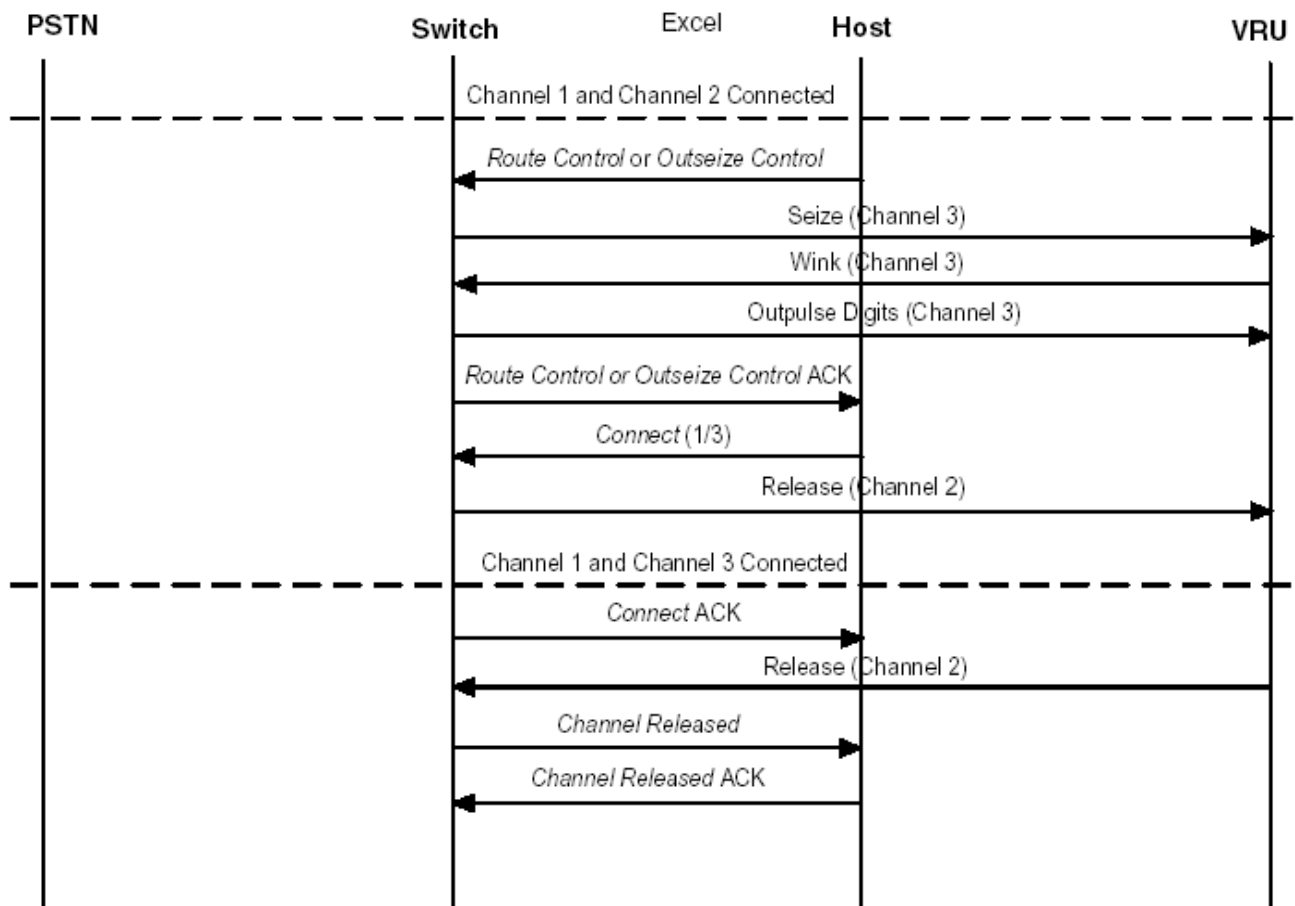 PSTN Switch Excel Host VRU
Channel 1 and Channel 2 Connected
Route Control or Outseize Control
Seize (Channel 3)
Wink (Channel 3)
Outpulse Digits (Channel 3)
Route Control or Outseize Control ACK
Connect (1/3)
Release (Channel 2)
Channel 1 and Channel 3 Connected
Connect ACK
Release (Channel 2)
Channel Released
Channel Released ACK